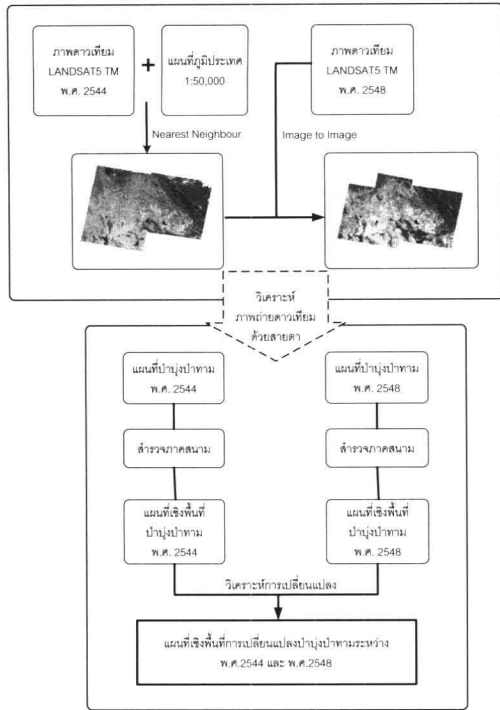 ภาพดาวเทียม
LANDSAT5 TM
พ.ศ. 2544
+
แผนที่ภูมิประเทศ
1:50,000
ภาพดาวเทียม
LANDSAT5 TM
พ.ศ. 2548
Nearest Neighbour
Image to Image
วิเคราะห์
ภาพถ่ายดาวเทียม
ด้วยสายตา
แผนที่ป่าบุ่งป่าทาม
พ.ศ. 2544
แผนที่ป่าบุ่งป่าทาม
พ.ศ. 2548
สำรวจภาคสนาม
สำรวจภาคสนาม
แผนที่เชิงพื้นที่
ป่าบุ่งป่าทาม
พ.ศ. 2544
แผนที่เชิงพื้นที่
ป่าบุ่งป่าทาม
พ.ศ. 2548
วิเคราะห์การเปลี่ยนแปลง
แผนที่เชิงพื้นที่การเปลี่ยนแปลงป่าบุ่งป่าทามระหว่าง
พ.ศ.2544 และ พ.ศ.2548